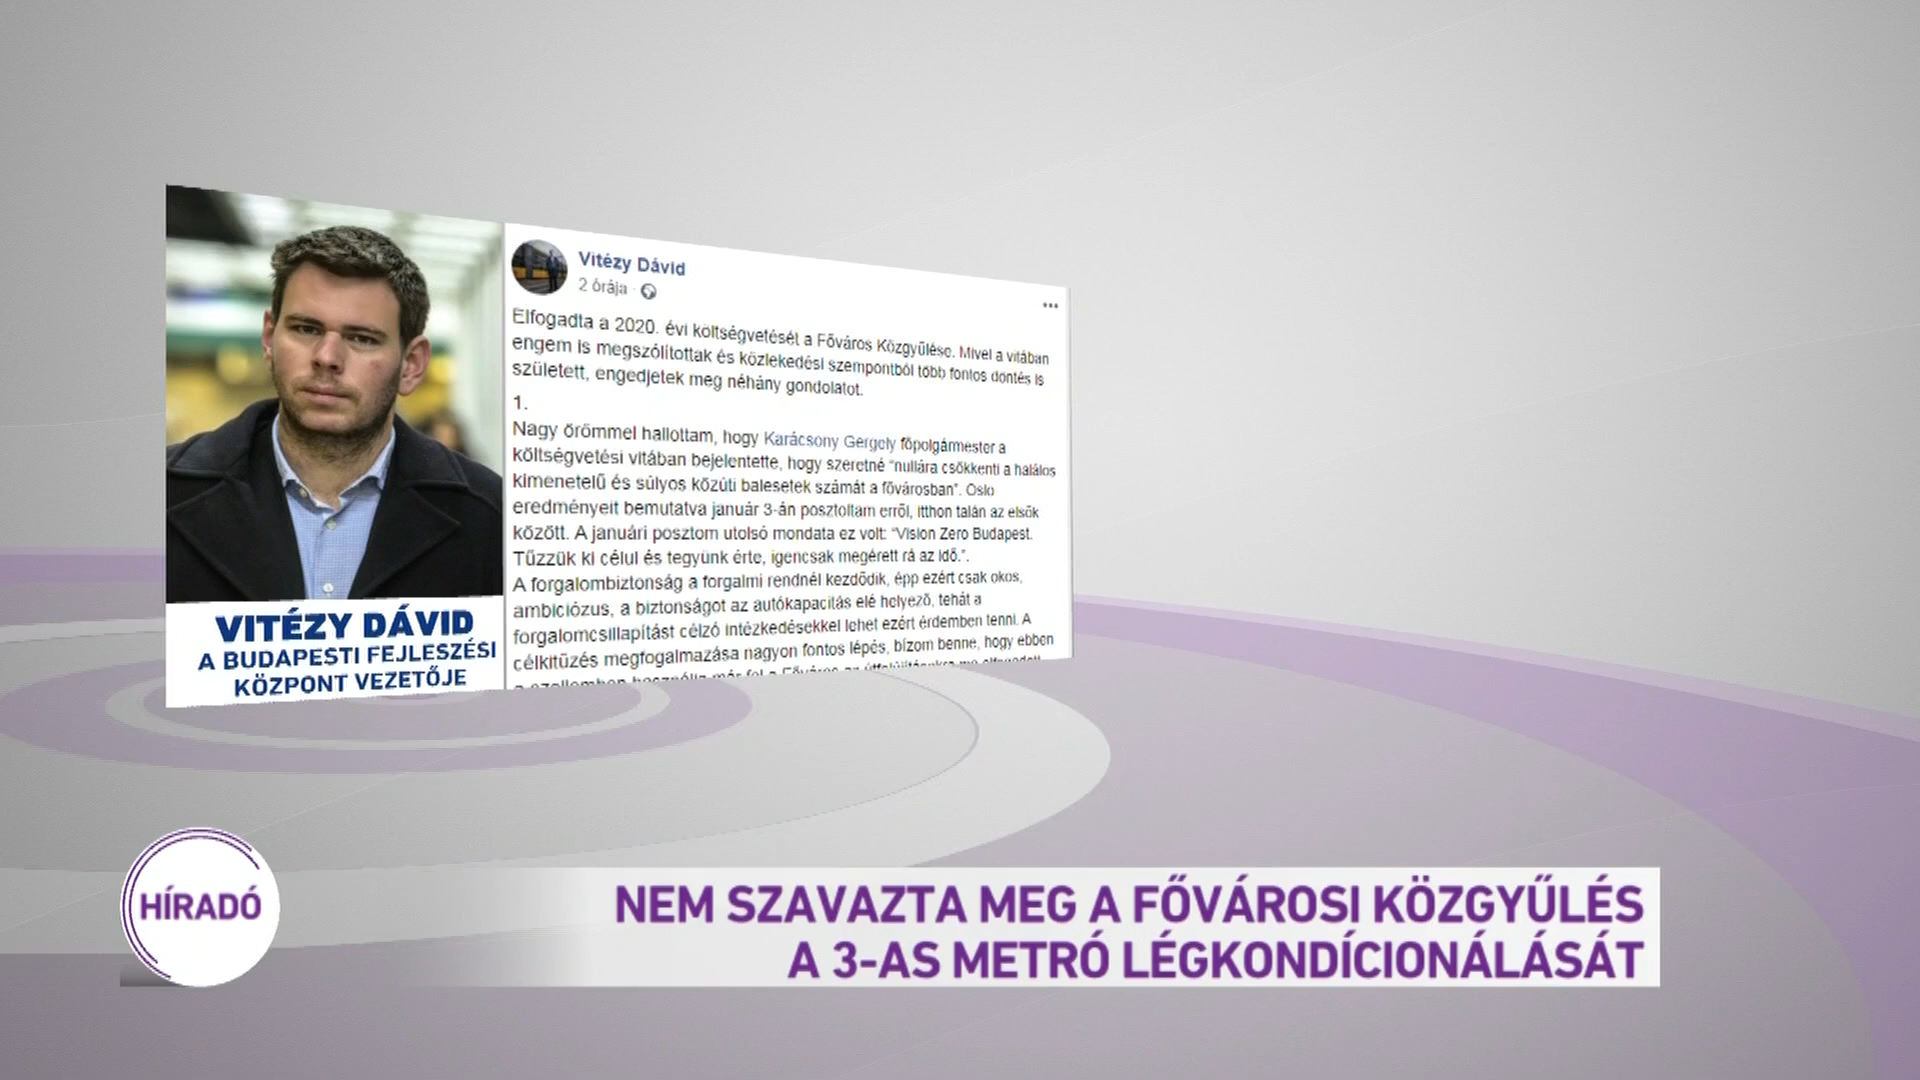 Vitézy Dávid
2 órája ·
Elfogadta a 2020. évi költségvetését a Főváros Közgyűlése. Mivel a vitában
engem is megszólítottak és közlekedési szempontból több fontos döntés is
született, engedjetek meg néhány gondolatot.
1.
Nagy örömmel hallottam, hogy Karácsony Gergely főpolgármester a
költségvetési vitában bejelentette, hogy szeretné "nullára csökkenti a halálos
kimenetelű és súlyos közúti balesetek számát a fővárosban". Oslo
eredményeit bemutatva január 3-án posztoltam erről, itthon talán az elsők
között. A januári posztom utolsó mondata ez volt: "Vision Zero Budapest.
Tűzzük ki célul és tegyünk érte, igencsak megérett rá az idő.".
A forgalombiztonság a forgalmi rendnél kezdődik, épp ezért csak okos,
ambiciózus, a biztonságot az autókapacitás elé helyező, tehát a
forgalomcsillapítást célzó intézkedésekkel lehet ezért érdemben tenni. A
célkitűzés megfogalmazása nagyon fontos lépés, bízom benne, hogy ebben
VITÉZY DÁVID
A BUDAPESTI FEJLESZÉSI
KÖZPONT VEZETŐJE
HÍRADÓ
NEM SZAVAZTA MEG A FŐVÁROSI KÖZGYŰLÉS
A 3-AS METRÓ LÉGKONDÍCIONÁLÁSÁT